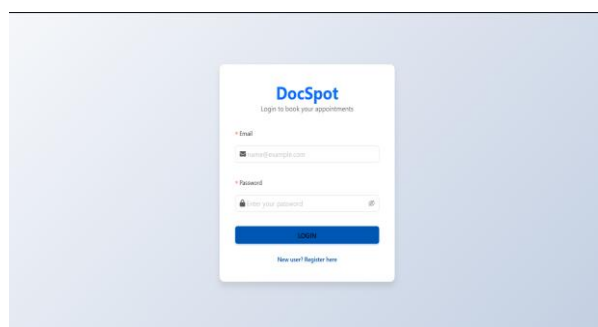 DocSpot
Login to book your appointments
* Email
name@example.com
* Password
Enter your password
LOGIN
New user? Register here